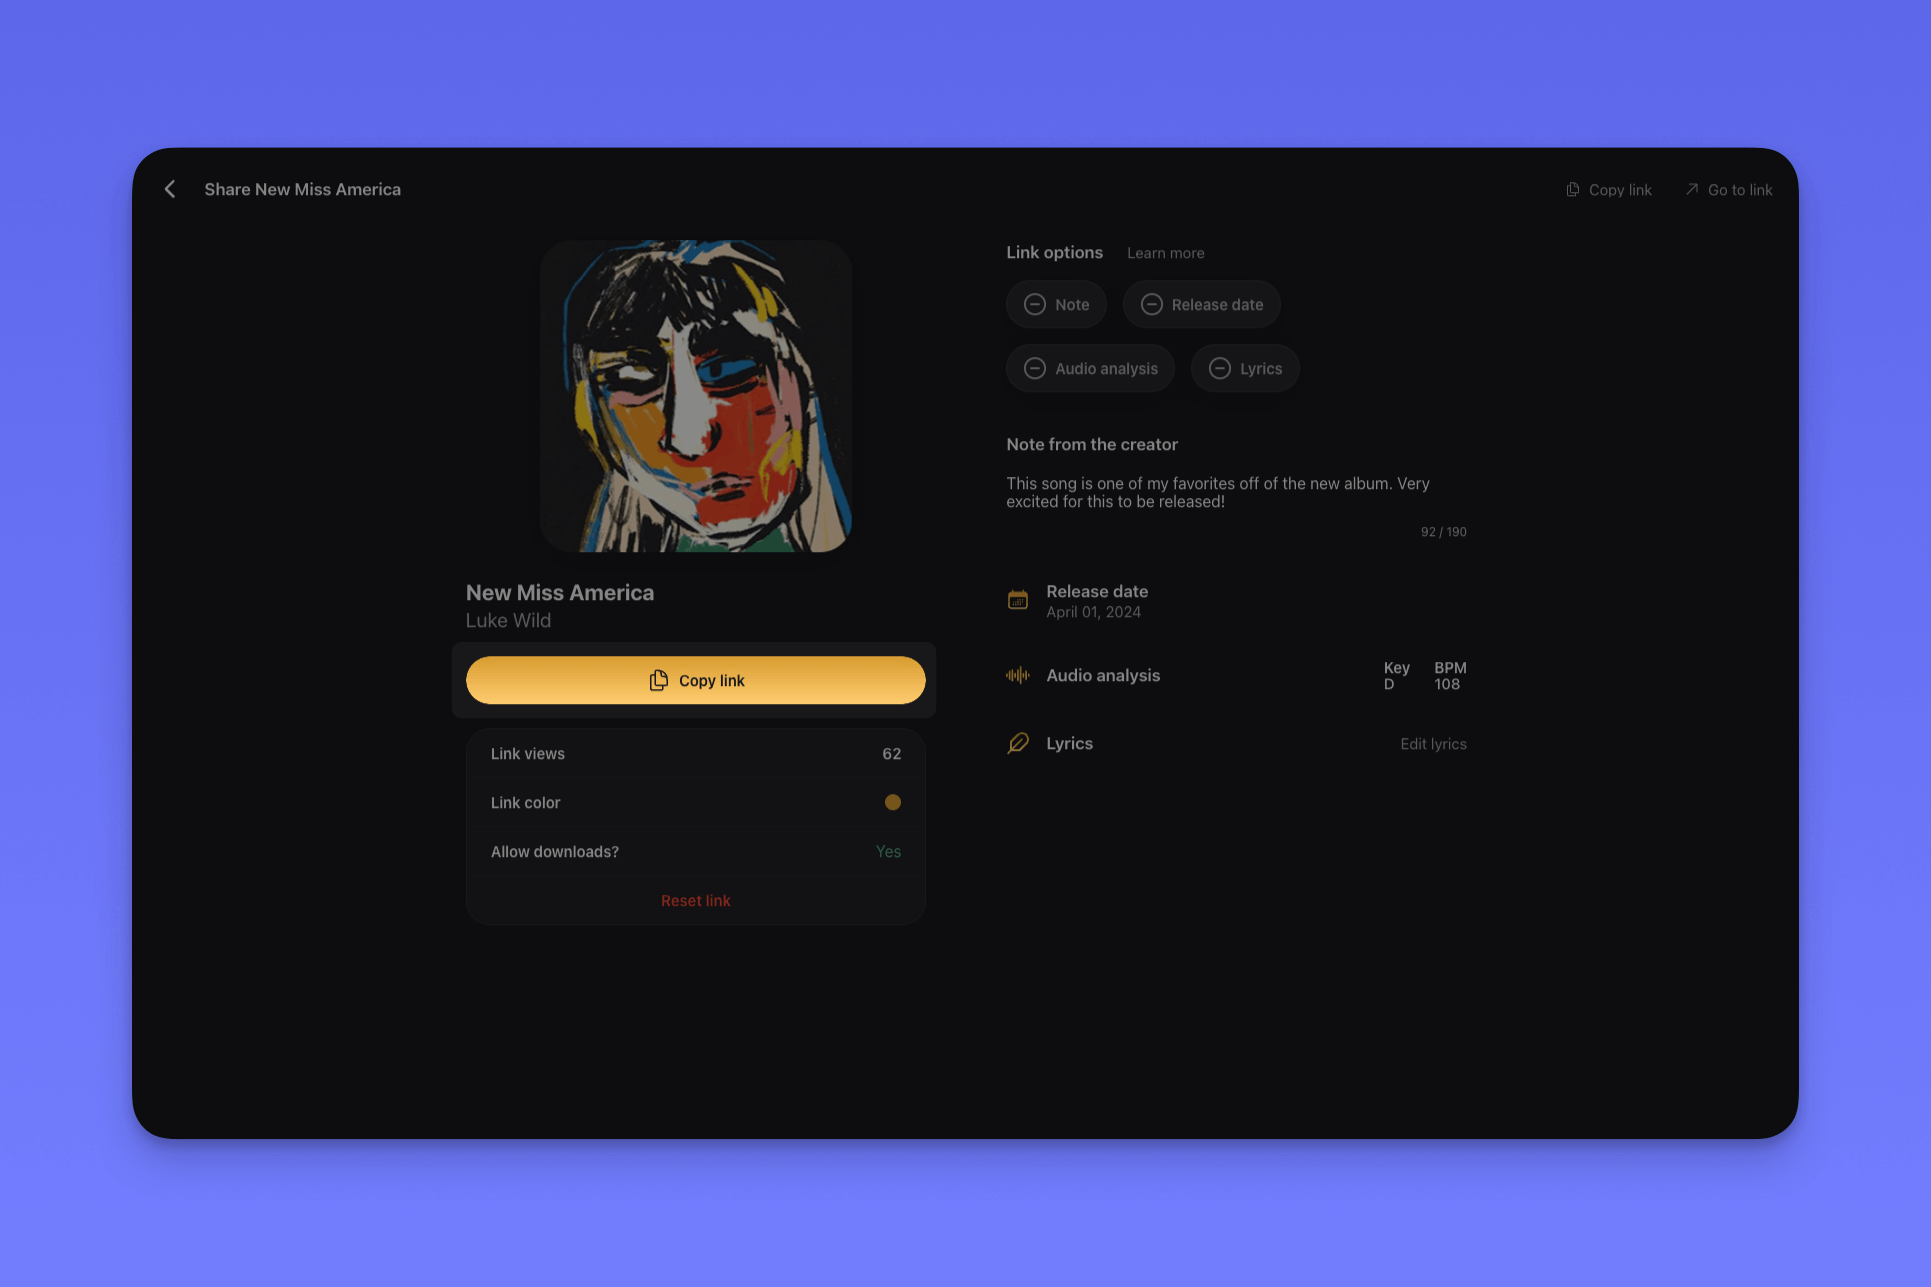 Share New Miss America
Copy link
Go to link
New Miss America
Luke Wild
Copy link
Link views
62
Link color
Allow downloads?
Yes
Reset link
Link options
Learn more
Note
Release date
Audio analysis
Lyrics
Note from the creator
This song is one of my favorites off of the new album. Very
excited for this to be released!
92 / 190
Release date
April 01, 2024
Audio analysis
Key
D
BPM
108
Lyrics
Edit lyrics